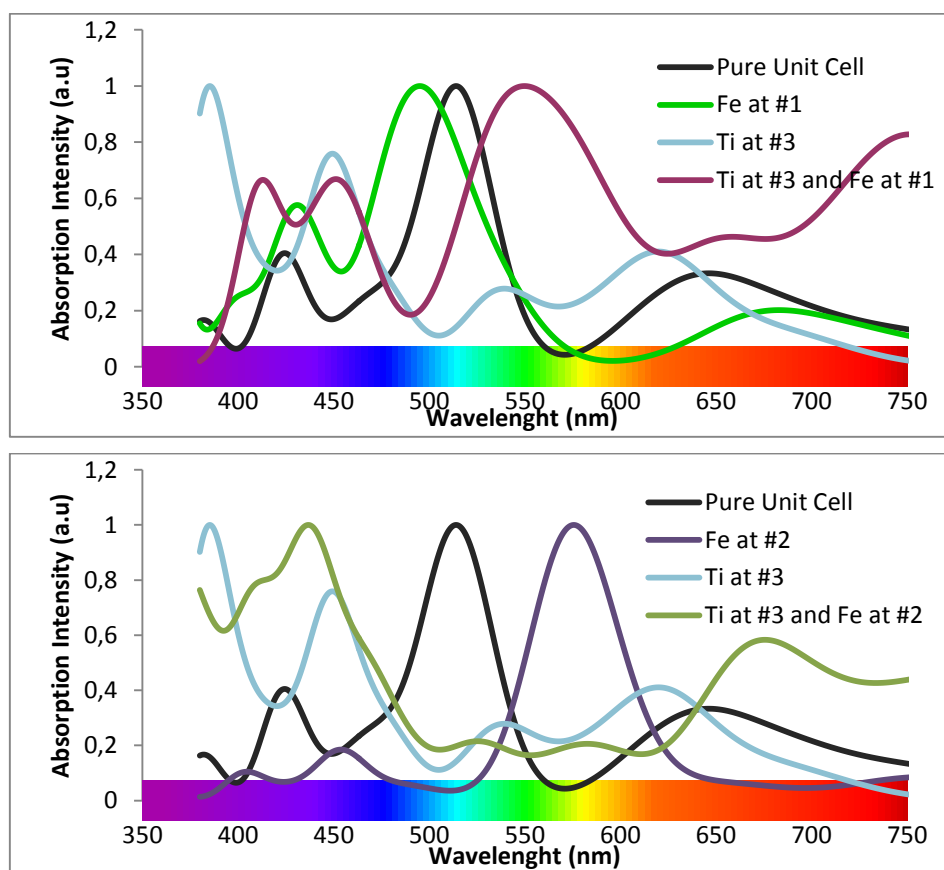 1,2
1
0,8
0,6
0,4
0,2
0
Absorption Intensity (a.u)
Pure Unit Cell
Fe at #1
Ti at #3
Ti at #3 and Fe at #1
350 400 450 500 550 600 650 700 750
Wavelenght (nm)
1,2
1
0,8
0,6
0,4
0,2
0
Absorption Intensity (a.u)
Pure Unit Cell
Fe at #2
Ti at #3
Ti at #3 and Fe at #2
350 400 450 500 550 600 650 700 750
Wavelenght (nm)